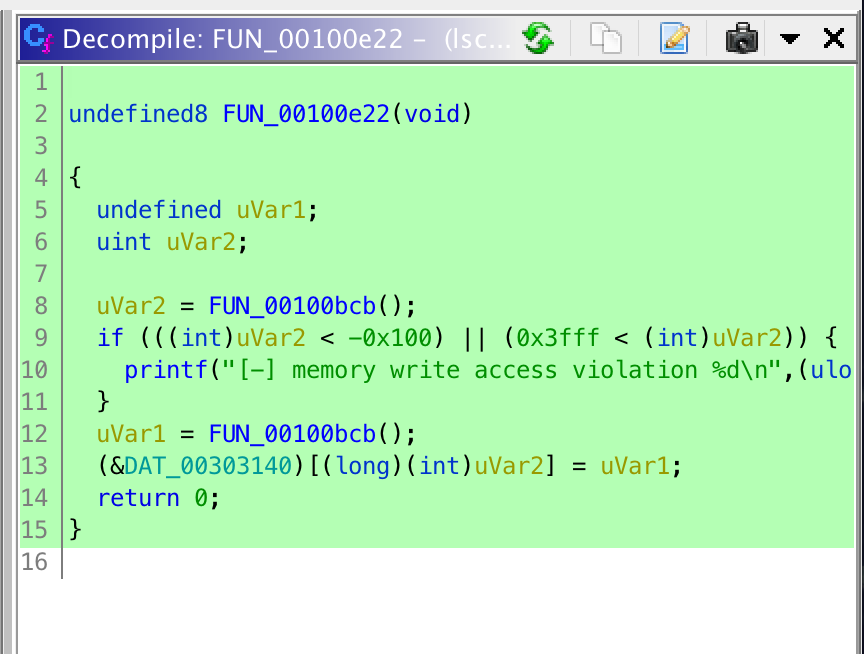 Decompile: FUN_00100e22 – (lsc...
1
2 undefined8 FUN_00100e22(void)
3
4 {
5 undefined uVar1;
6 uint uVar2;
7
8 uVar2 = FUN_00100bcb();
9 if (((int)uVar2 < -0x100) || (0x3fff < (int)uVar2)) {
10 printf("[-] memory write access violation %d\n",(ulo
11 }
12 uVar1 = FUN_00100bcb();
13 (&DAT_00303140)[(long)(int)uVar2] = uVar1;
14 return 0;
15 }
16